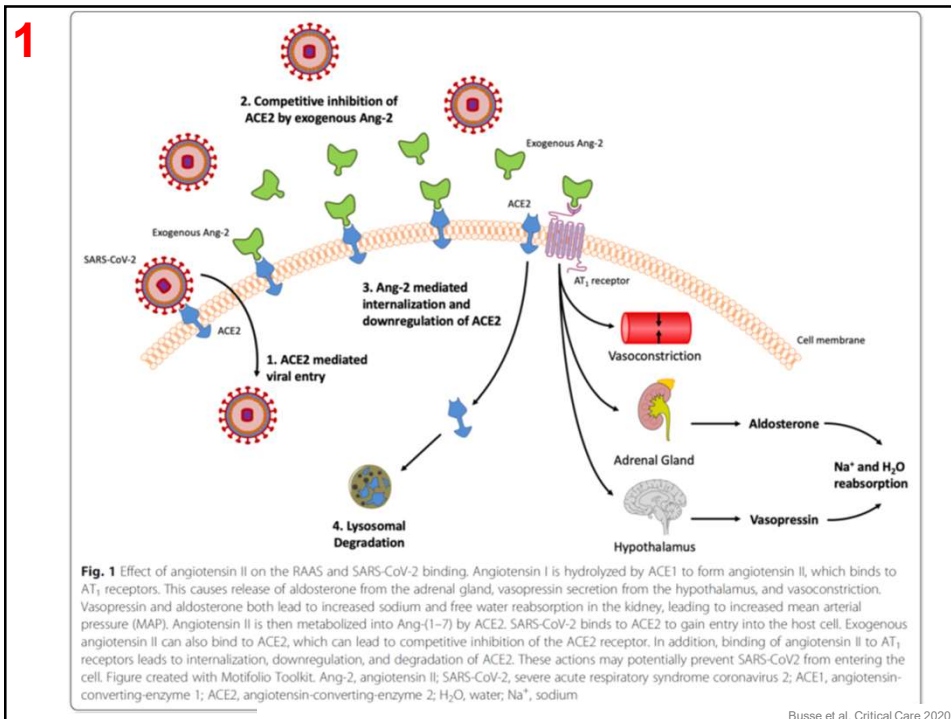 1
2. Competitive inhibition of
ACE2 by exogenous Ang-2
Exogenous Ang-2
ACE2
Exogenous Ang-2
SARS-CoV-2
AT₁ receptor
3. Ang-2 mediated
internalization and
downregulation of ACE2
ACE2
Cell membrane
Vasoconstriction
1. ACE2 mediated
viral entry
Aldosterone
Adrenal Gland
Na⁺ and H₂O
reabsorption
4. Lysosomal
Degradation
Vasopressin
Hypothalamus
Fig. 1 Effect of angiotensin II on the RAAS and SARS-CoV-2 binding. Angiotensin I is hydrolyzed by ACE1 to form angiotensin II, which binds to
AT₁ receptors. This causes release of aldosterone from the adrenal gland, vasopressin secretion from the hypothalamus, and vasoconstriction.
Vasopressin and aldosterone both lead to increased sodium and free water reabsorption in the kidney, leading to increased mean arterial
pressure (MAP). Angiotensin II is then metabolized into Ang-(1–7) by ACE2. SARS-CoV-2 binds to ACE2 to gain entry into the host cell. Exogenous
angiotensin II can also bind to ACE2, which can lead to competitive inhibition of the ACE2 receptor. In addition, binding of angiotensin II to AT₁
receptors leads to internalization, downregulation, and degradation of ACE2. These actions may potentially prevent SARS-CoV2 from entering the
cell. Figure created with Motifolio Toolkit. Ang-2, angiotensin II; SARS-CoV-2, severe acute respiratory syndrome coronavirus 2; ACE1, angiotensin-
converting-enzyme 1; ACE2, angiotensin-converting-enzyme 2; H₂O, water; Na⁺, sodium
Busse et al. Critical Care 2020